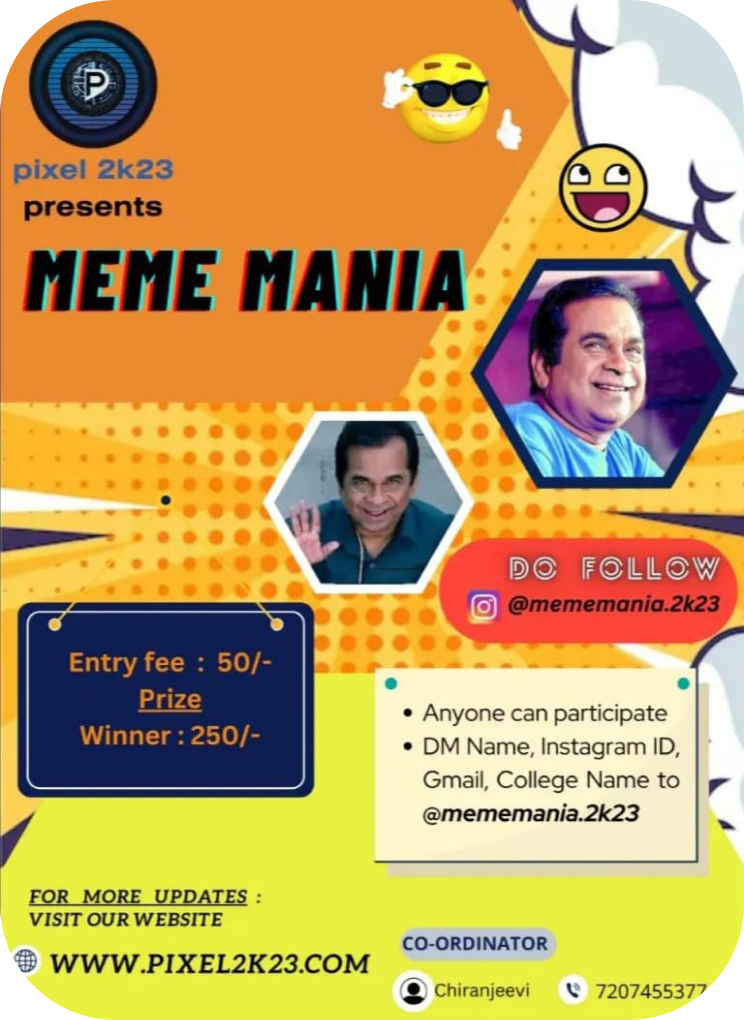 P
pixel 2k23
presents
MEME MANIA
DO FOLLOW
@mememania.2k23
Entry fee : 50/-
Prize
Winner : 250/-
• Anyone can participate
• DM Name, Instagram ID,
Gmail, College Name to
@mememania.2k23
FOR MORE UPDATES :
VISIT OUR WEBSITE
WWW.PIXEL2K23.COM
CO-ORDINATOR
Chiranjeevi
7207455377